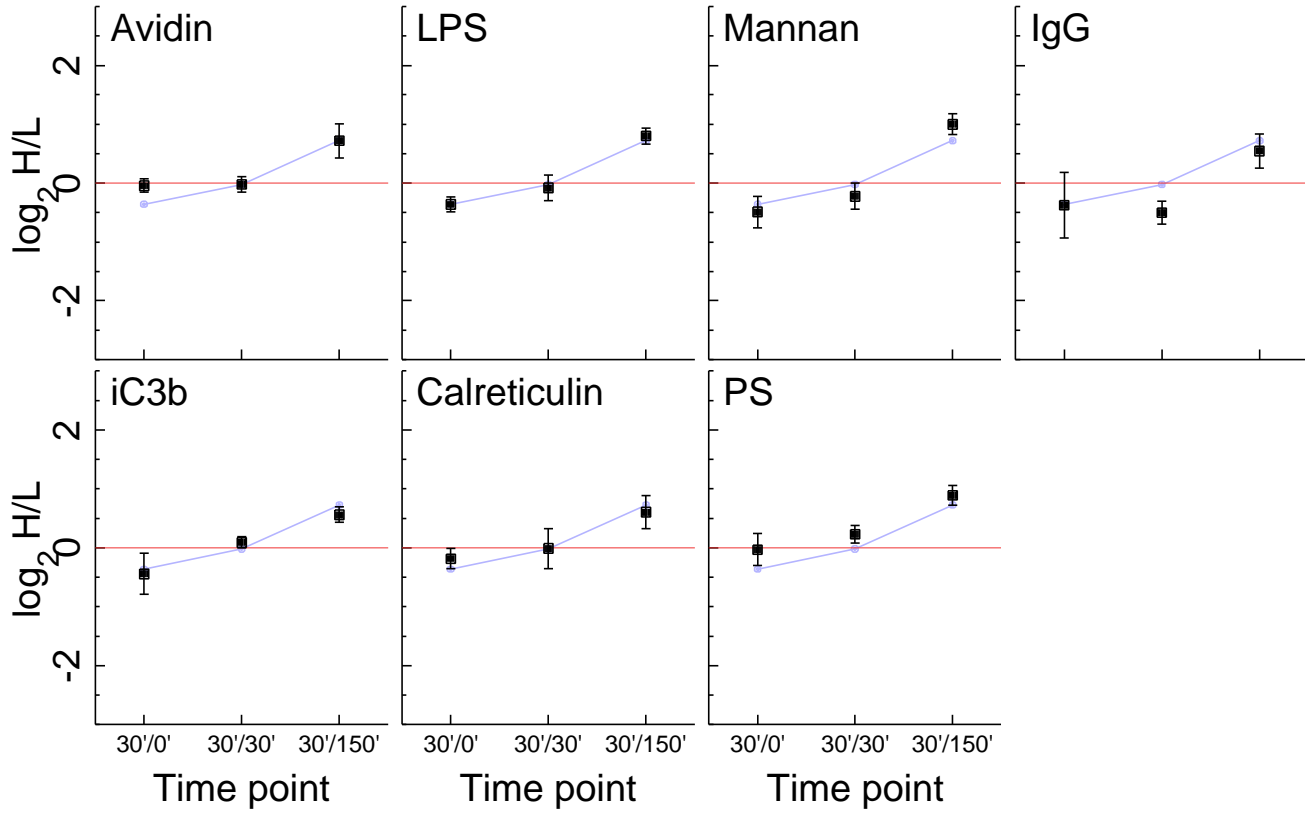 Avidin LPS Mannan IgG
2
0
-2
log2 H/L
iC3b Calreticulin PS
2
0
-2
log2 H/L
30'/0' 30'/30' 30'/150' 30'/0' 30'/30' 30'/150' 30'/0' 30'/30' 30'/150'
Time point Time point Time point